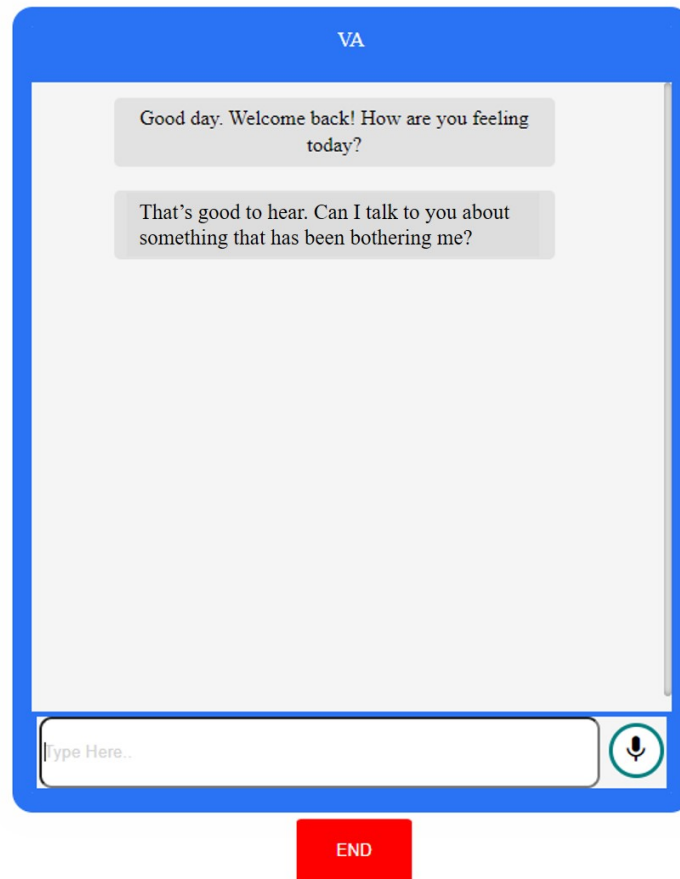 VA
Good day. Welcome back! How are you feeling
today?
That’s good to hear. Can I talk to you about
something that has been bothering me?
Type Here..
END